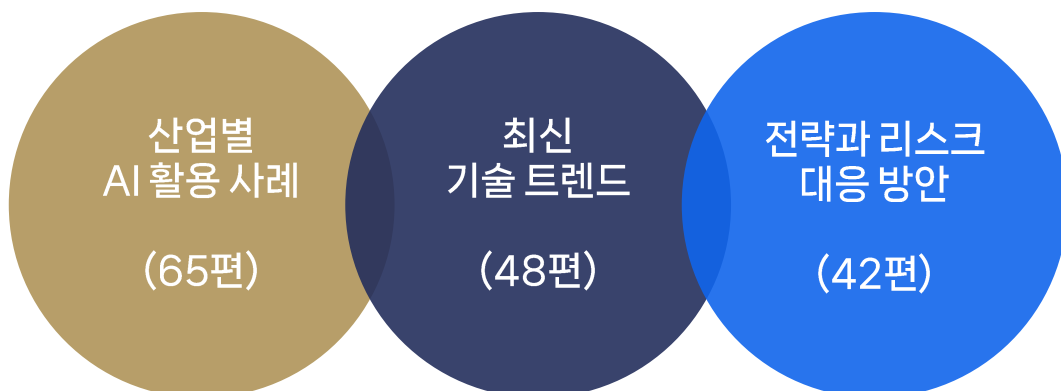 산업별
AI 활용 사례
(65편)
최신
기술 트렌드
(48편)
전략과 리스크
대응 방안
(42편)